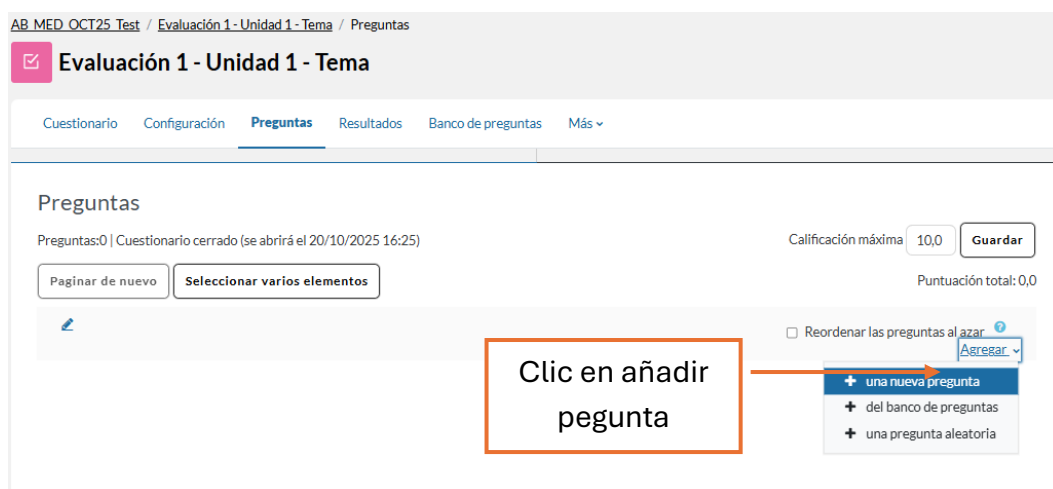 AB_MED_OCT25_Test / Evaluación 1 - Unidad 1 - Tema / Preguntas
Evaluación 1 - Unidad 1 - Tema
Cuestionario Configuración Preguntas Resultados Banco de preguntas Más
Preguntas
Preguntas:0 | Cuestionario cerrado (se abrirá el 20/10/2025 16:25)
Calificación máxima 10,0 Guardar
Paginar de nuevo Seleccionar varios elementos
Puntuación total: 0,0
Reordenar las preguntas al azar ?
Agregar
Clic en añadir
pegunta
+ una nueva pregunta
+ del banco de preguntas
+ una pregunta aleatoria